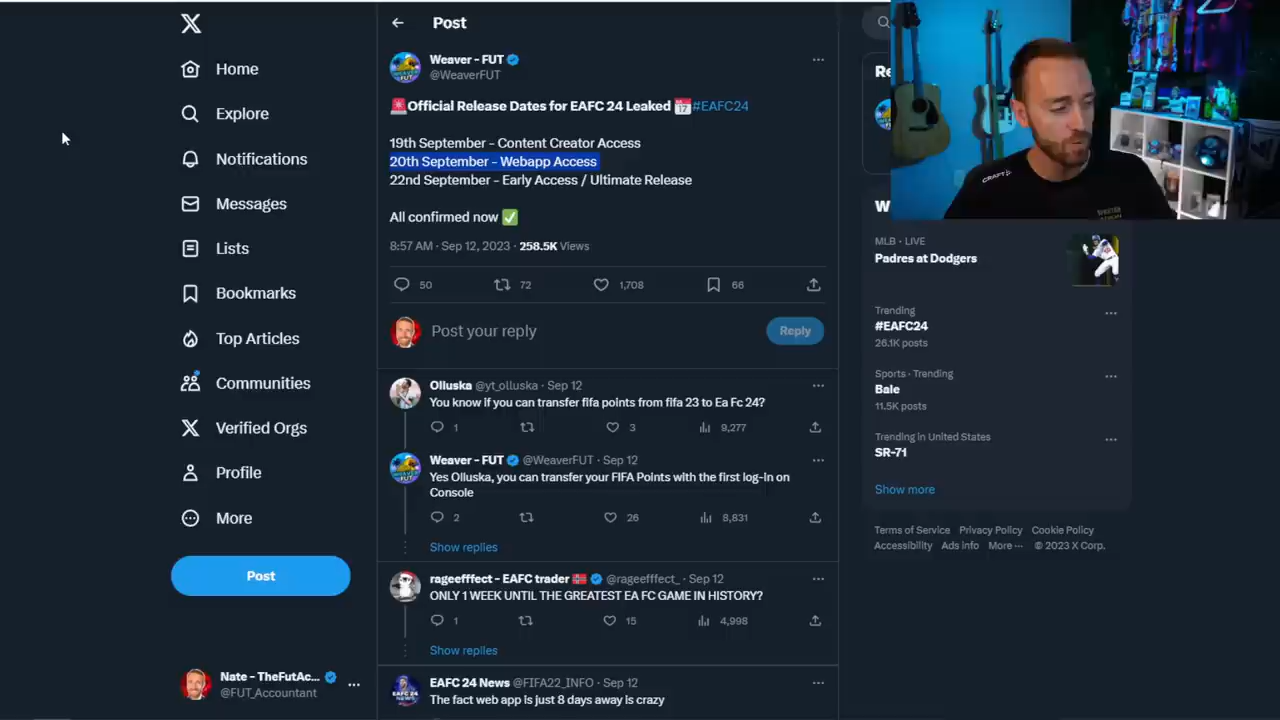 Post
Home
Explore
Notifications
Messages
Lists
Bookmarks
Top Articles
Communities
Verified Orgs
Profile
More
Post
Nate - TheFutAc...
@FUT_Accountant
Weaver - FUT
@WeaverFUT
🚨Official Release Dates for EAFC 24 Leaked 📅#EAFC24
19th September - Content Creator Access
20th September - Webapp Access
22nd September - Early Access / Ultimate Release
All confirmed now ✅
8:57 AM · Sep 12, 2023 · 258.5K Views
50 72 1,708 66
Post your reply
Reply
Olluska @yt_olluska · Sep 12
You know if you can transfer fifa points from fifa 23 to Ea Fc 24?
1 3 9,277
Weaver - FUT @WeaverFUT · Sep 12
Yes Olluska, you can transfer your FIFA Points with the first log-in on
Console
2 26 8,831
Show replies
rageefffect - EAFC trader 🇳🇴 @rageefffect_ · Sep 12
ONLY 1 WEEK UNTIL THE GREATEST EA FC GAME IN HISTORY?
1 15 4,998
Show replies
EAFC 24 News @FIFA22_INFO · Sep 12
The fact web app is just 8 days away is crazy
Re
W
MLB · LIVE
Padres at Dodgers
Trending
#EAFC24
26.1K posts
Sports · Trending
Bale
11.5K posts
Trending in United States
SR-71
Show more
Terms of Service Privacy Policy Cookie Policy
Accessibility Ads info More ··· © 2023 X Corp.